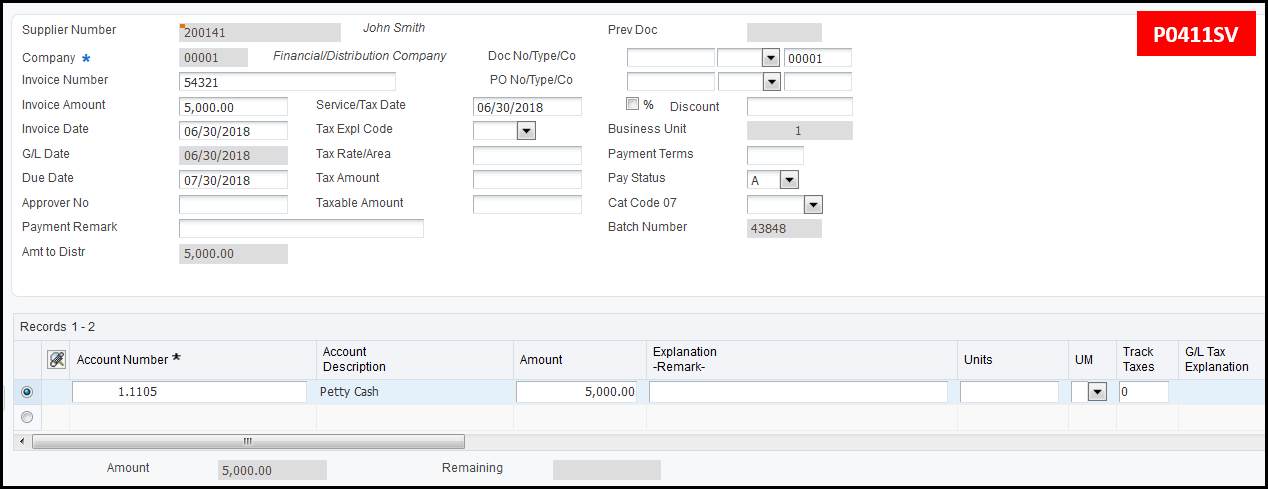 Supplier Number 200141 John Smith Prev Doc P0411SV
Company * 00001 Financial/Distribution Company Doc No/Type/Co 00001
Invoice Number 54321 PO No/Type/Co
Invoice Amount 5,000.00 Service/Tax Date 06/30/2018 % Discount
Invoice Date 06/30/2018 Tax Expl Code Business Unit 1
G/L Date 06/30/2018 Tax Rate/Area Payment Terms
Due Date 07/30/2018 Tax Amount Pay Status A
Approver No Taxable Amount Cat Code 07
Payment Remark Batch Number 43848
Amt to Distr 5,000.00
Records 1 - 2
Account Number * Account Description Amount Explanation -Remark- Units UM Track Taxes G/L Tax Explanation
1.1105 Petty Cash 5,000.00 0
Amount 5,000.00 Remaining